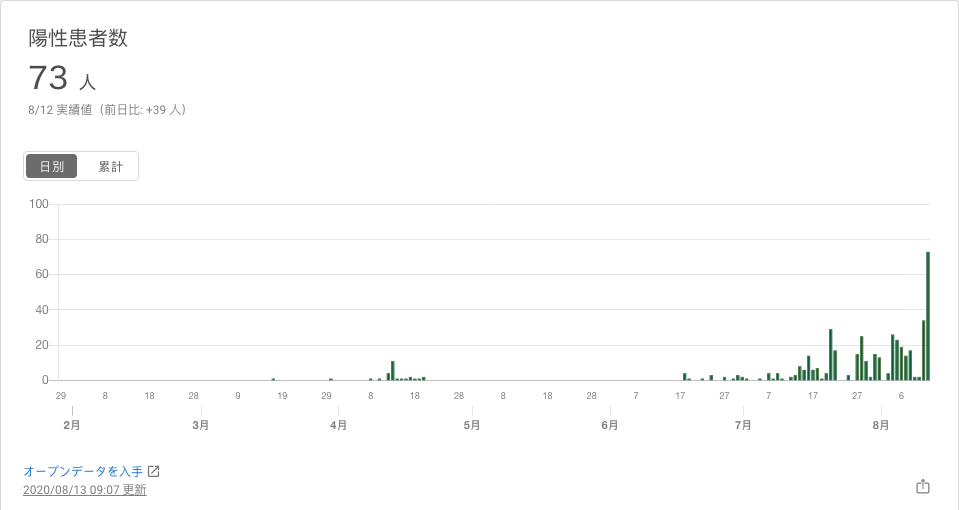 陽性患者数
73 人
8/12 実績値（前日比: +39 人）
日別 累計
100
80
60
40
20
0
29 8 18 28 9 19 29 8 18 28 8 18 28 7 17 27 7 17 27 6
2月 3月 4月 5月 6月 7月 8月
オープンデータを入手
2020/08/13 09:07 更新